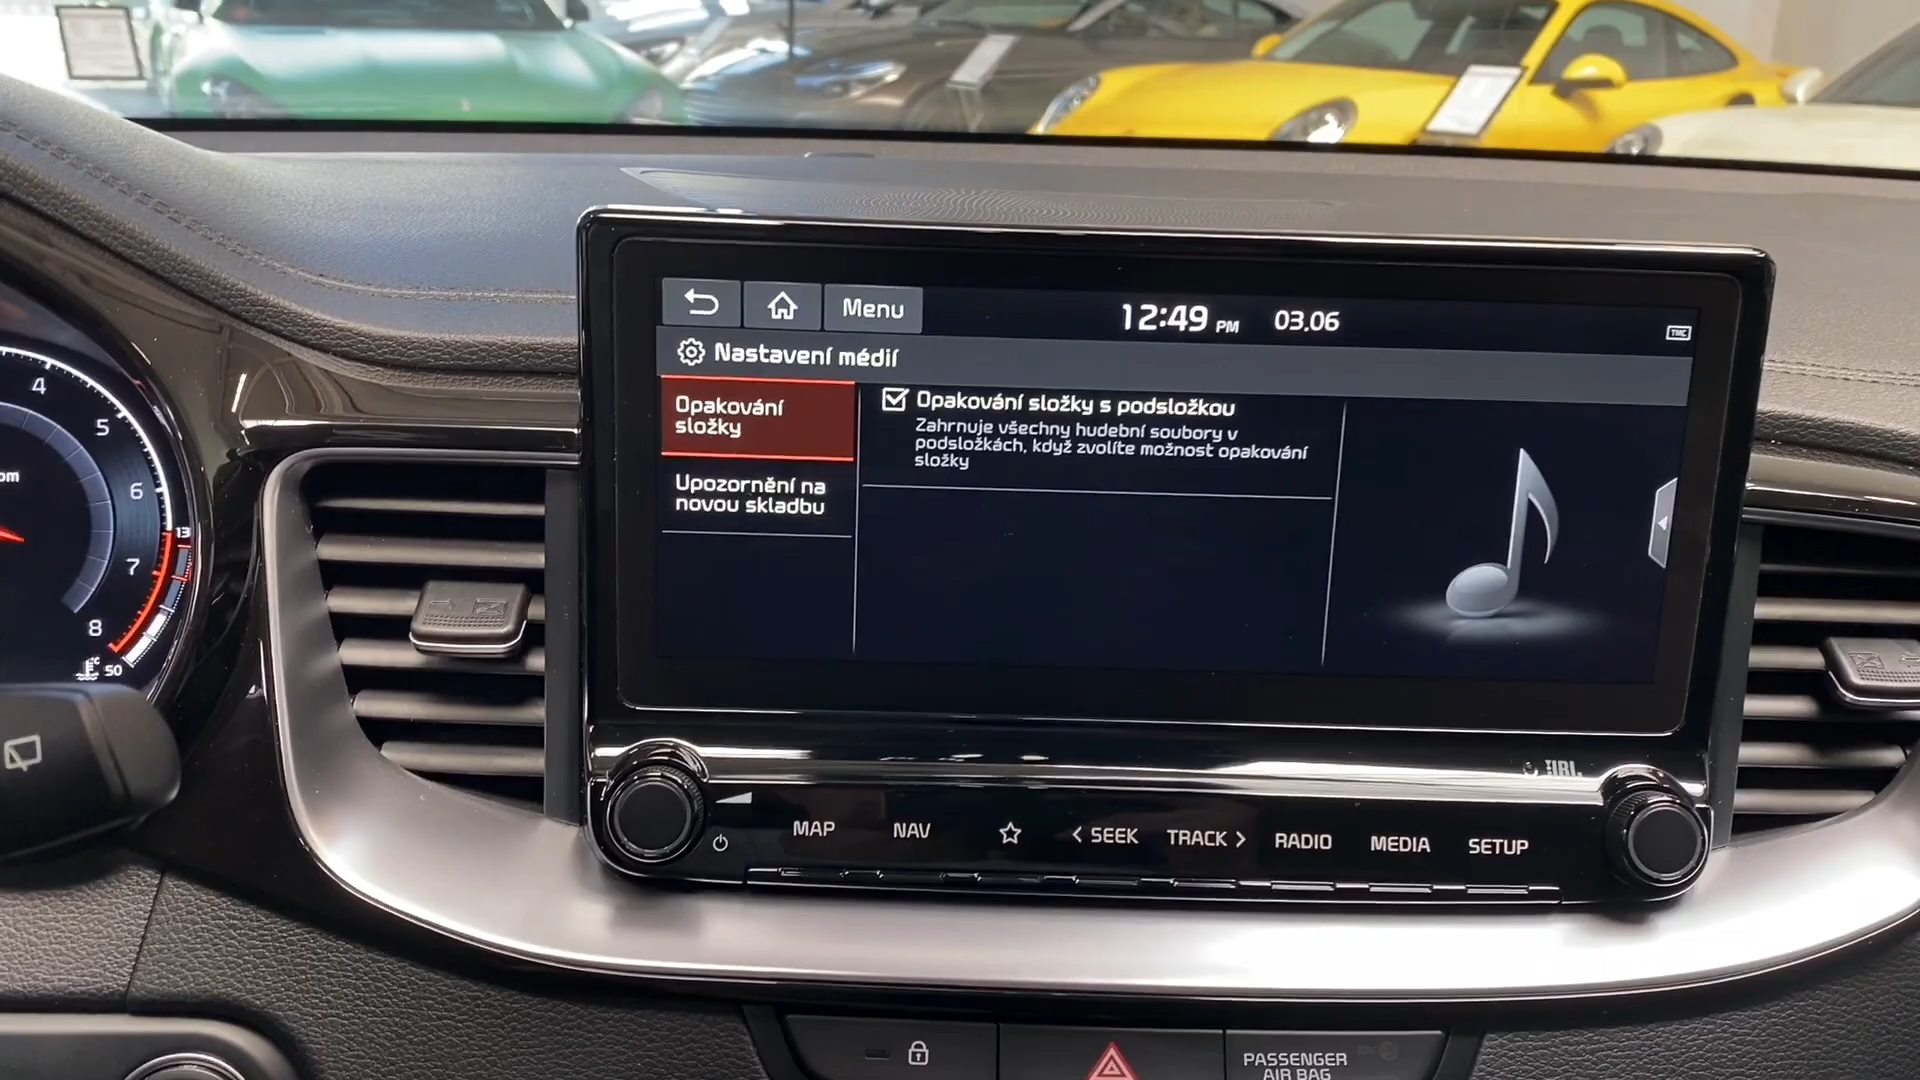 Menu
12:49 PM
03.06
TMC
Nastavení médií
Opakování
složky
Upozornění na
novou skladbu
Opakování složky s podsložkou
Zahrnuje všechny hudební soubory v
podsložkách, když zvolíte možnost opakování
složky
4
5
6
7
8
13
50
JBL
MAP
NAV
< SEEK
TRACK >
RADIO
MEDIA
SETUP
PASSENGER
AIR BAG